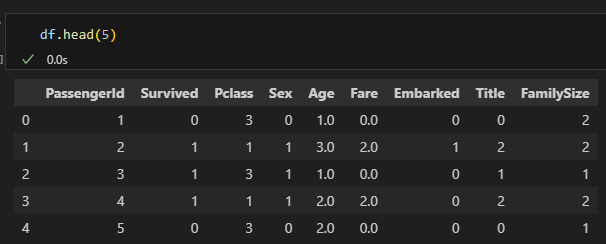 df.head(5)
0.0s
PassengerId Survived Pclass Sex Age Fare Embarked Title FamilySize
0 1 0 3 0 1.0 0.0 0 0 2
1 2 1 1 1 3.0 2.0 1 2 2
2 3 1 3 1 1.0 0.0 0 1 1
3 4 1 1 1 2.0 2.0 0 2 2
4 5 0 3 0 2.0 0.0 0 0 1